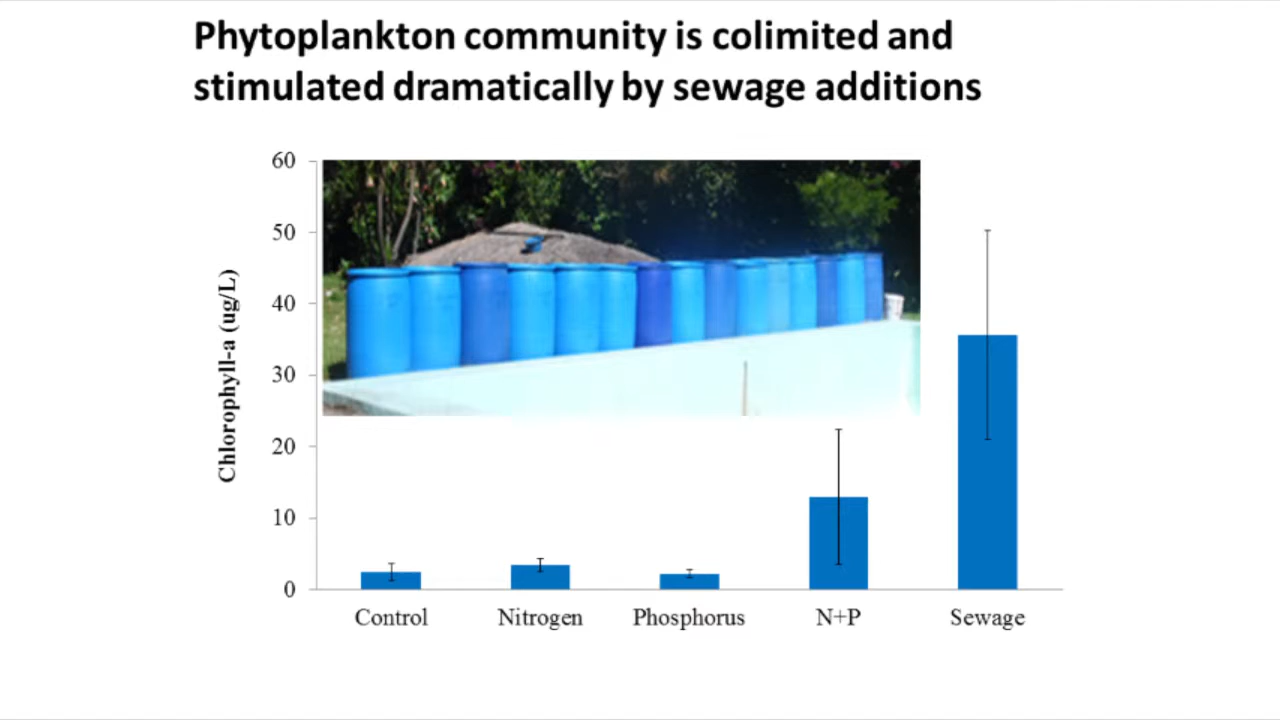 Phytoplankton community is colimited and
stimulated dramatically by sewage additions
60
50
40
30
20
10
0
Chlorophyll-a (ug/L)
Control
Nitrogen
Phosphorus
N+P
Sewage